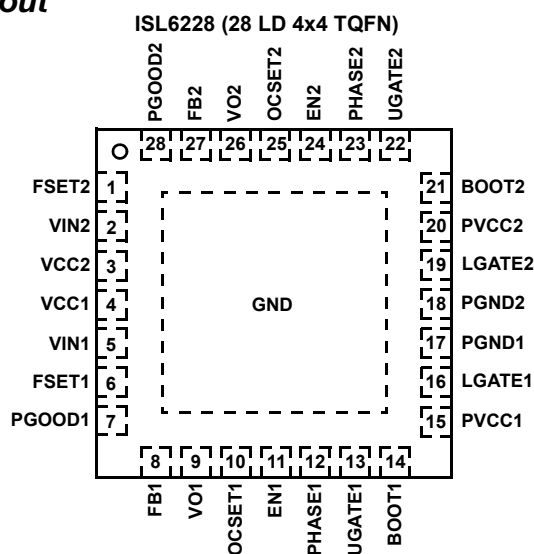 out
ISL6228 (28 LD 4x4 TQFN)
PGOOD2
FB2
VO2
OCSET2
EN2
PHASE2
UGATE2
28 27 26 25 24 23 22
FSET2 1
VIN2 2
VCC2 3
VCC1 4
VIN1 5
FSET1 6
PGOOD1 7
GND
21 BOOT2
20 PVCC2
19 LGATE2
18 PGND2
17 PGND1
16 LGATE1
15 PVCC1
8 9 10 11 12 13 14
FB1
VO1
OCSET1
EN1
PHASE1
UGATE1
BOOT1